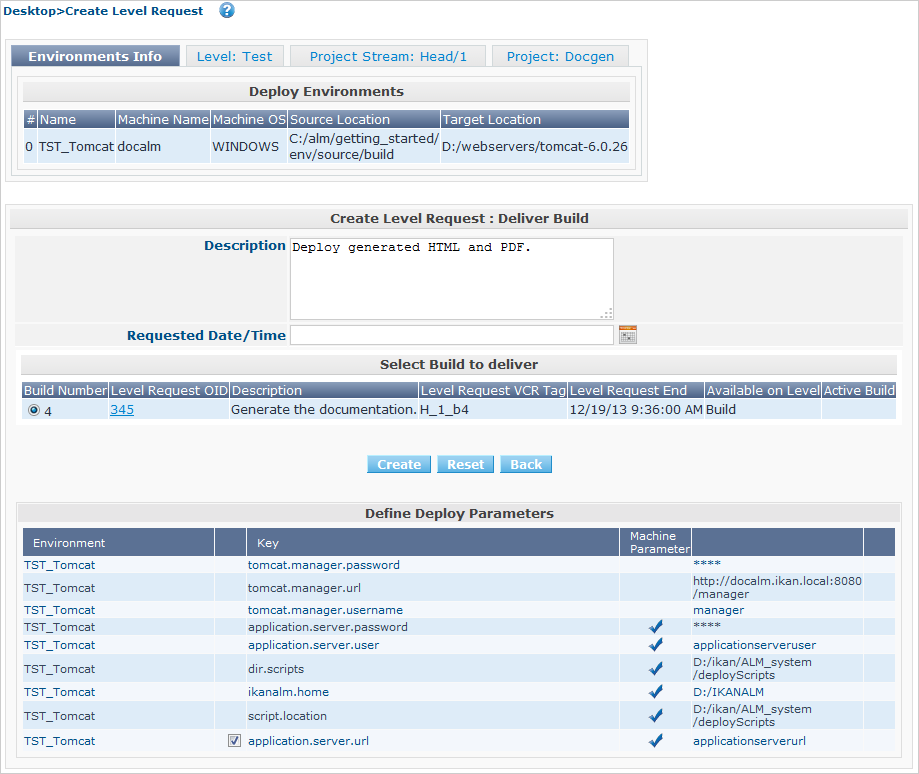 Desktop>Create Level Request ?
Environments Info Level: Test Project Stream: Head/1 Project: Docgen
Deploy Environments
# Name Machine Name Machine OS Source Location Target Location
0 TST_Tomcat docalm WINDOWS C:/alm/getting_started/ D:/webservers/tomcat-6.0.26
env/source/build
Create Level Request : Deliver Build
Description Deploy generated HTML and PDF.
Requested Date/Time
Select Build to deliver
Build Number Level Request OID Description Level Request VCR Tag Level Request End Available on Level Active Build
4 345 Generate the documentation. H_1_b4 12/19/13 9:36:00 AM Build
Create Reset Back
Define Deploy Parameters
Environment Key Machine
Parameter
TST_Tomcat tomcat.manager.password ****
TST_Tomcat tomcat.manager.url http://docalm.ikan.local:8080
/manager
TST_Tomcat tomcat.manager.username manager
TST_Tomcat application.server.password ****
TST_Tomcat application.server.user applicationserveruser
TST_Tomcat dir.scripts D:/ikan/ALM_system
/deployScripts
TST_Tomcat ikanalm.home D:/IKANALM
TST_Tomcat script.location D:/ikan/ALM_system
/deployScripts
TST_Tomcat application.server.url applicationserverurl